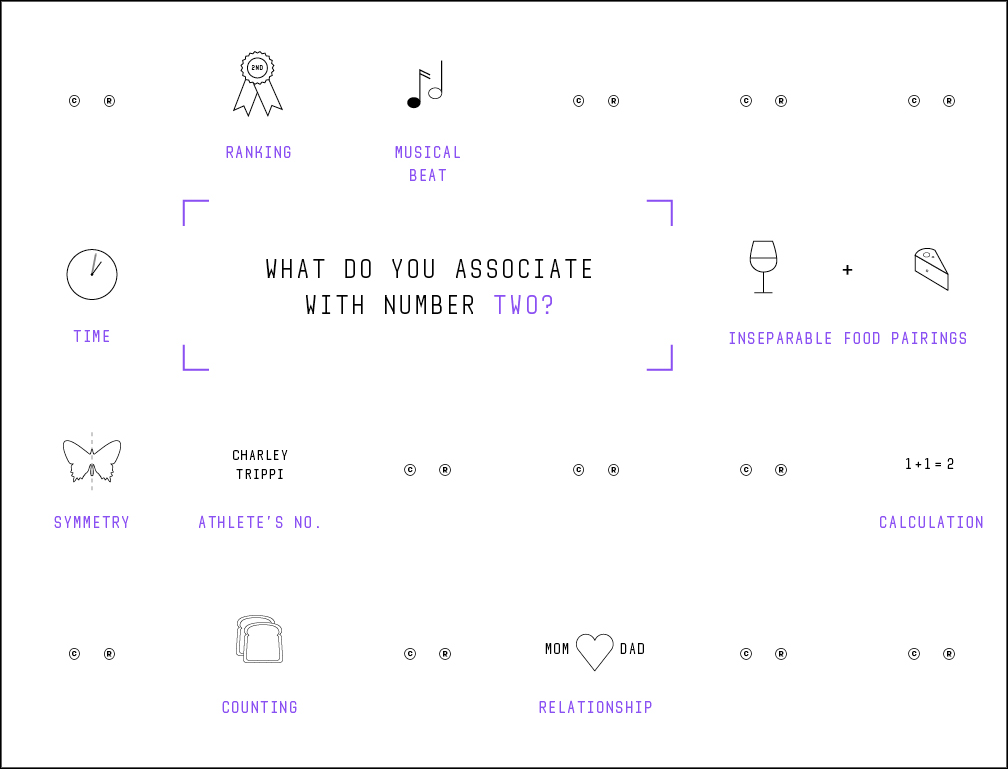 Ⓒ Ⓡ
2ND
Ⓒ Ⓡ
Ⓒ Ⓡ
Ⓒ Ⓡ
RANKING
MUSICAL
BEAT
WHAT DO YOU ASSOCIATE
WITH NUMBER TWO?
+
TIME
INSEPARABLE FOOD PAIRINGS
CHARLEY
TRIPPI
Ⓒ Ⓡ
Ⓒ Ⓡ
Ⓒ Ⓡ
1+1=2
SYMMETRY
ATHLETE'S NO.
CALCULATION
Ⓒ Ⓡ
Ⓒ Ⓡ
MOM DAD
Ⓒ Ⓡ
Ⓒ Ⓡ
COUNTING
RELATIONSHIP